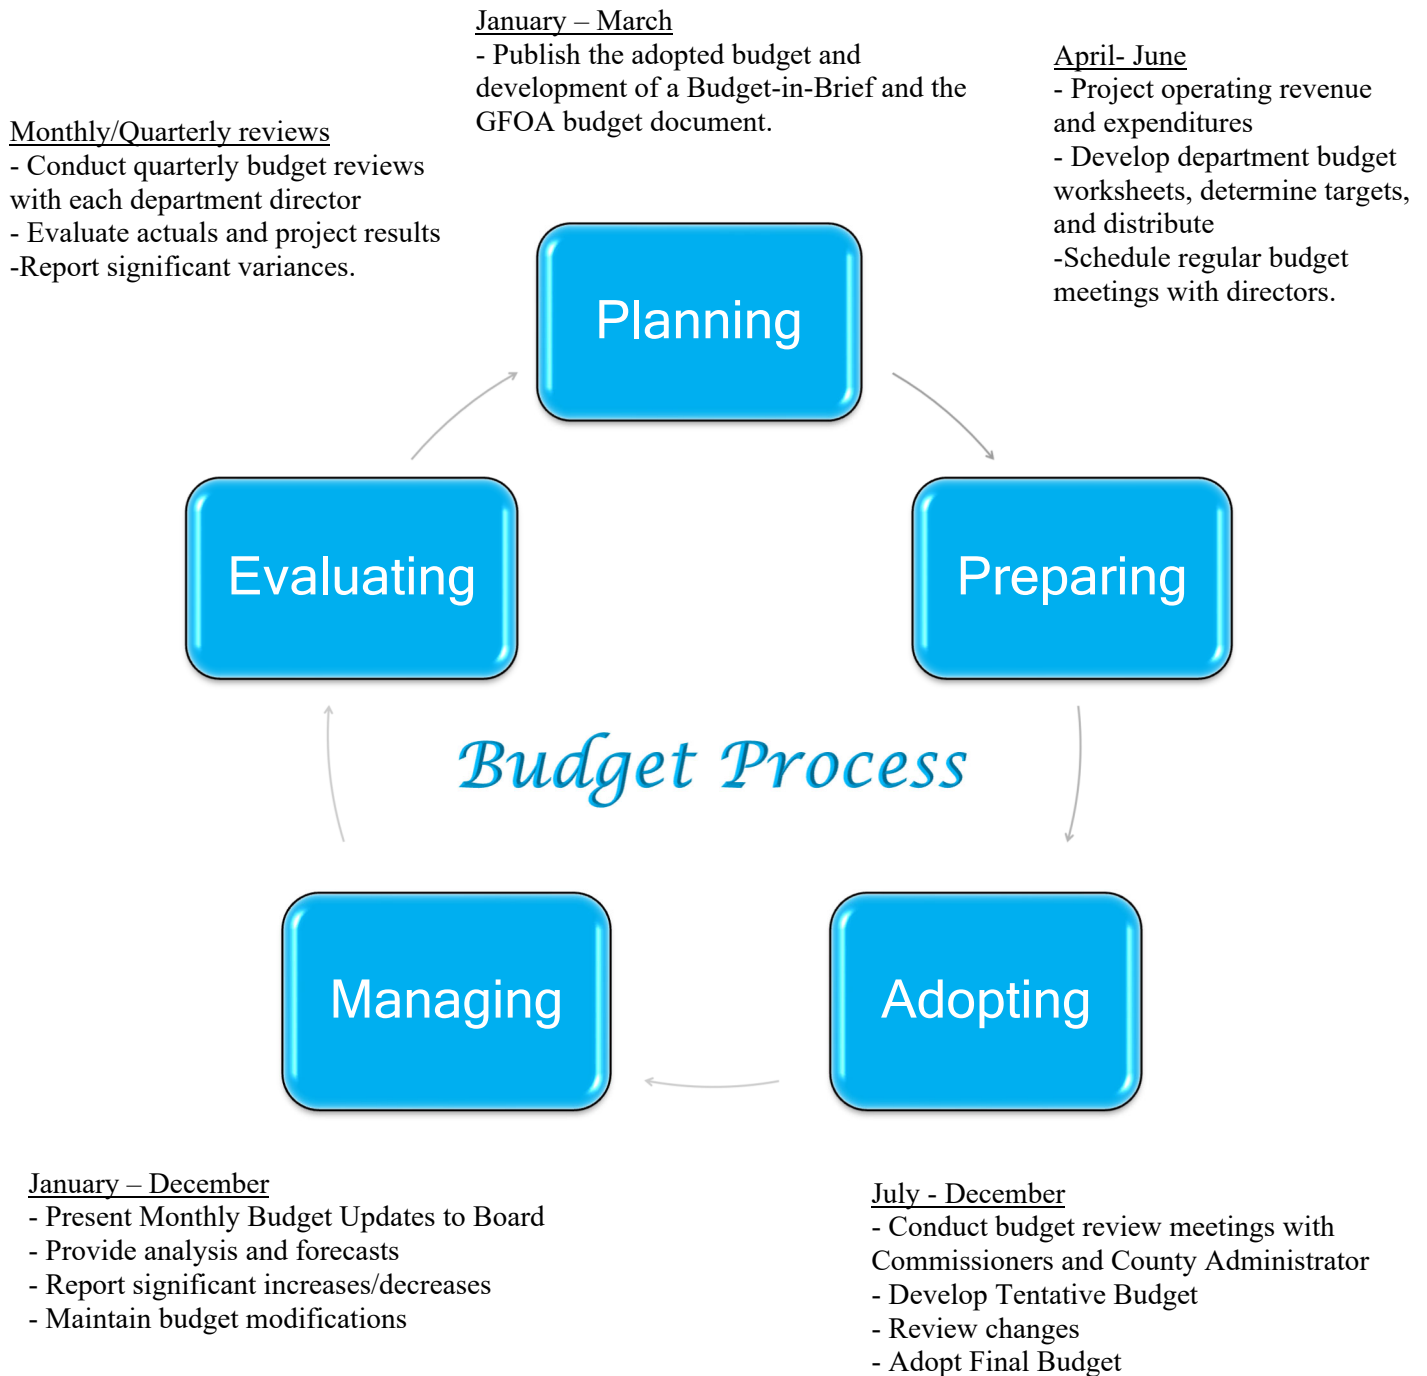 January – March
- Publish the adopted budget and
development of a Budget-in-Brief and the
GFOA budget document.
April- June
- Project operating revenue
and expenditures
- Develop department budget
worksheets, determine targets,
and distribute
-Schedule regular budget
meetings with directors.
Monthly/Quarterly reviews
- Conduct quarterly budget reviews
with each department director
- Evaluate actuals and project results
-Report significant variances.
Planning
Evaluating
Preparing
Budget Process
Managing
Adopting
January – December
- Present Monthly Budget Updates to Board
- Provide analysis and forecasts
- Report significant increases/decreases
- Maintain budget modifications
July - December
- Conduct budget review meetings with
Commissioners and County Administrator
- Develop Tentative Budget
- Review changes
- Adopt Final Budget